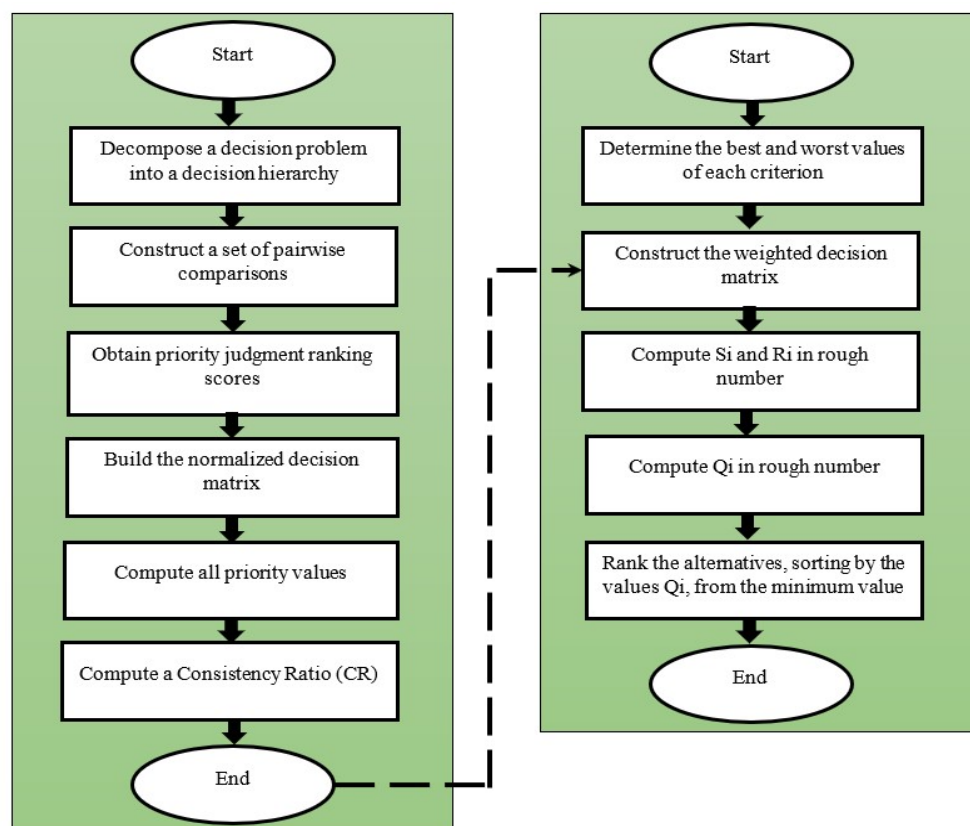 Start
Decompose a decision problem
into a decision hierarchy
Construct a set of pairwise
comparisons
Obtain priority judgment ranking
scores
Build the normalized decision
matrix
Compute all priority values
Compute a Consistency Ratio (CR)
End
Start
Determine the best and worst values
of each criterion
Construct the weighted decision
matrix
Compute Si and Ri in rough
number
Compute Qi in rough number
Rank the alternatives, sorting by the
values Qi, from the minimum value
End